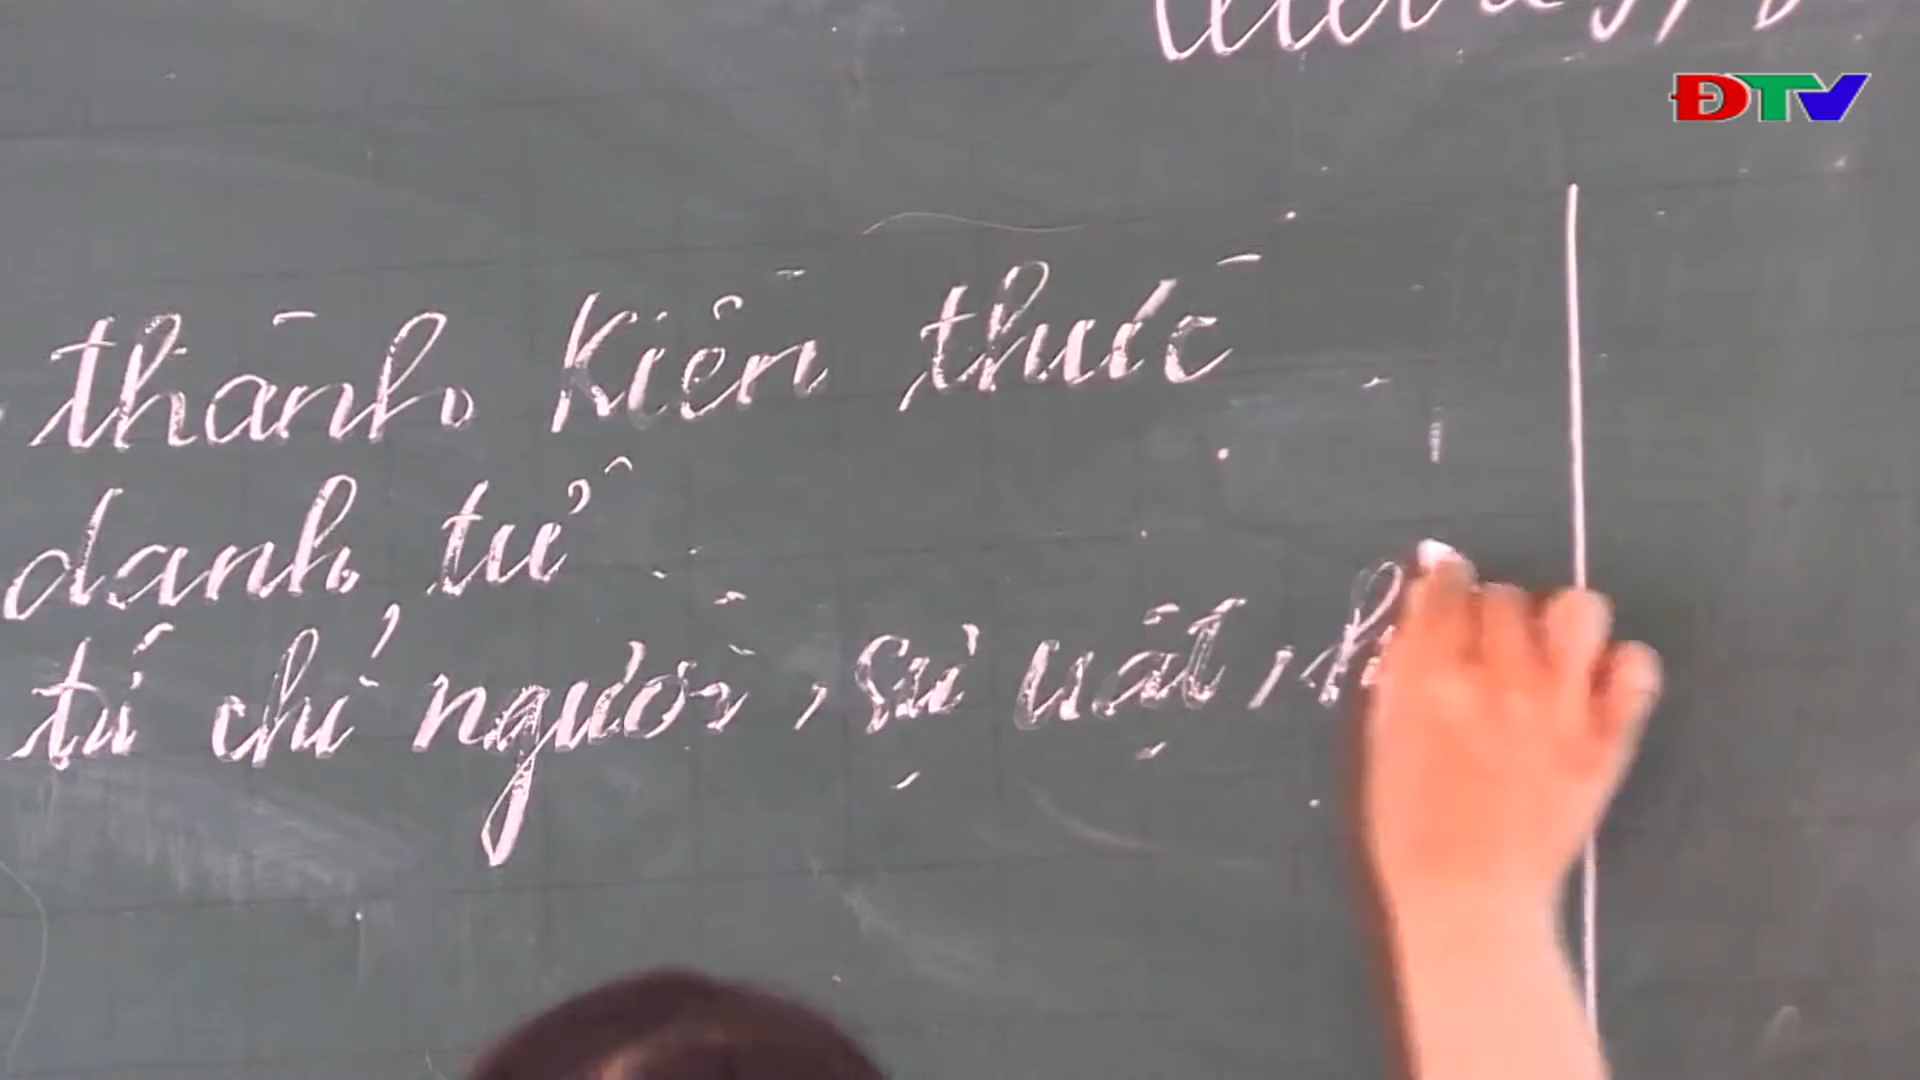 ĐTV
thành kiến thức
danh từ
từ chỉ người, sự vật, h